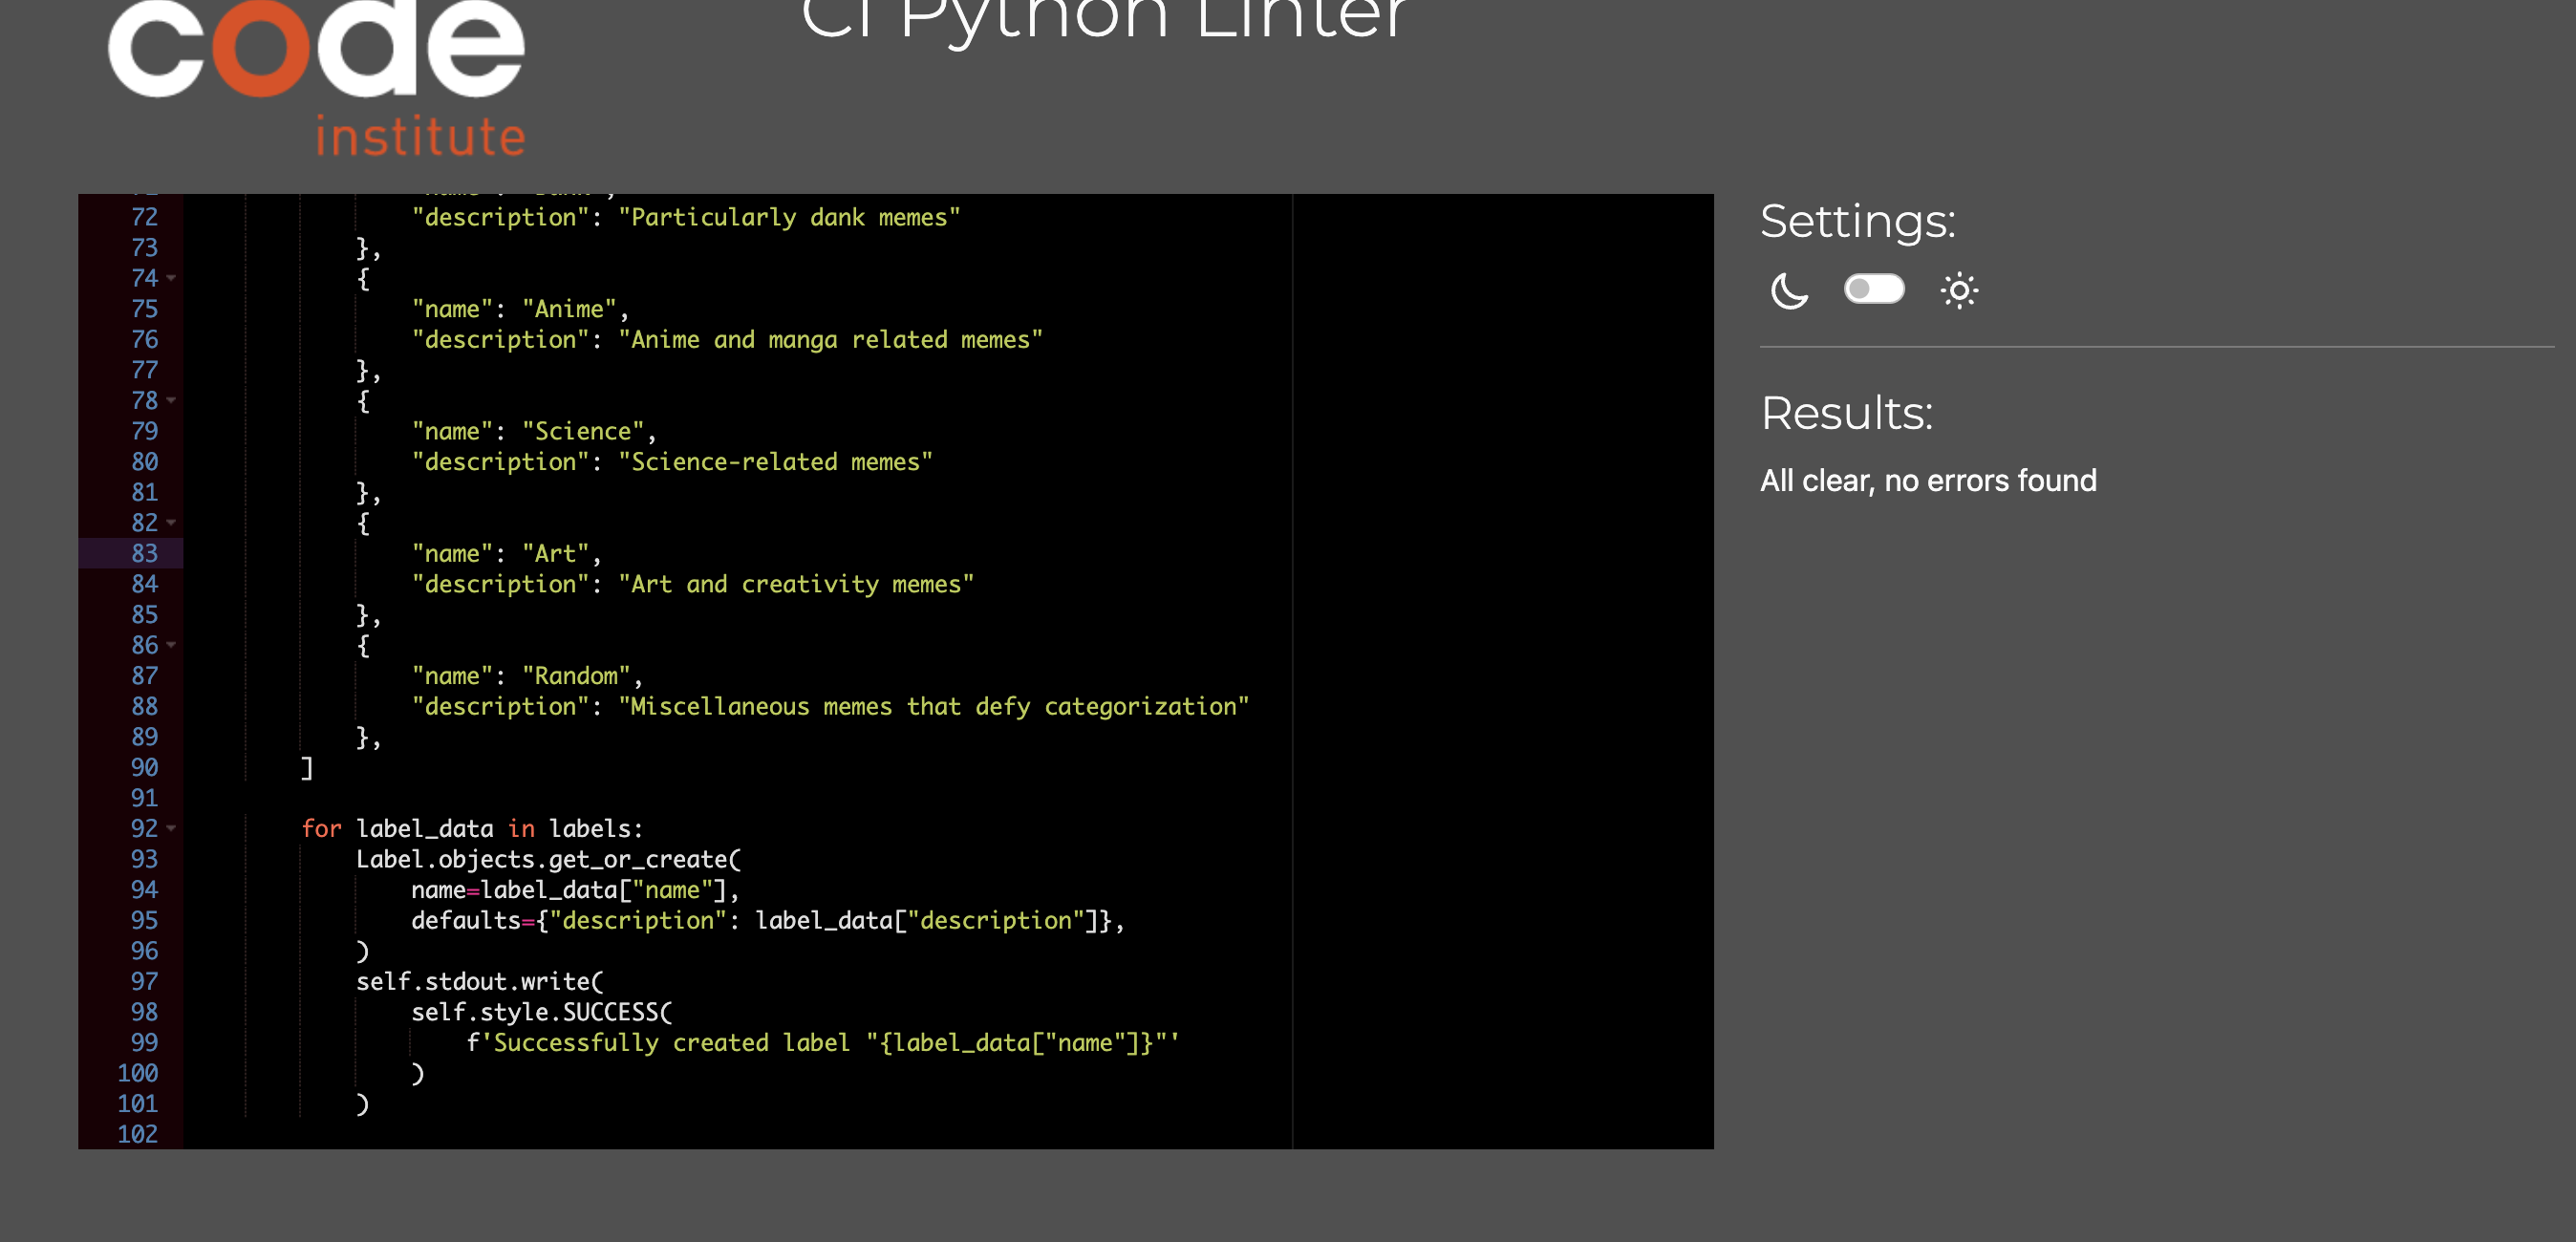 code
institute
CI Python Linter
72 "description": "Particularly dank memes"
73 },
74 {
75 "name": "Anime",
76 "description": "Anime and manga related memes"
77 },
78 {
79 "name": "Science",
80 "description": "Science-related memes"
81 },
82 {
83 "name": "Art",
84 "description": "Art and creativity memes"
85 },
86 {
87 "name": "Random",
88 "description": "Miscellaneous memes that defy categorization"
89 },
90 ]
91
92 for label_data in labels:
93 Label.objects.get_or_create(
94 name=label_data["name"],
95 defaults={"description": label_data["description"]},
96 )
97 self.stdout.write(
98 self.style.SUCCESS(
99 f'Successfully created label "{label_data["name"]}"'
100 )
101 )
102
Settings:
Results:
All clear, no errors found